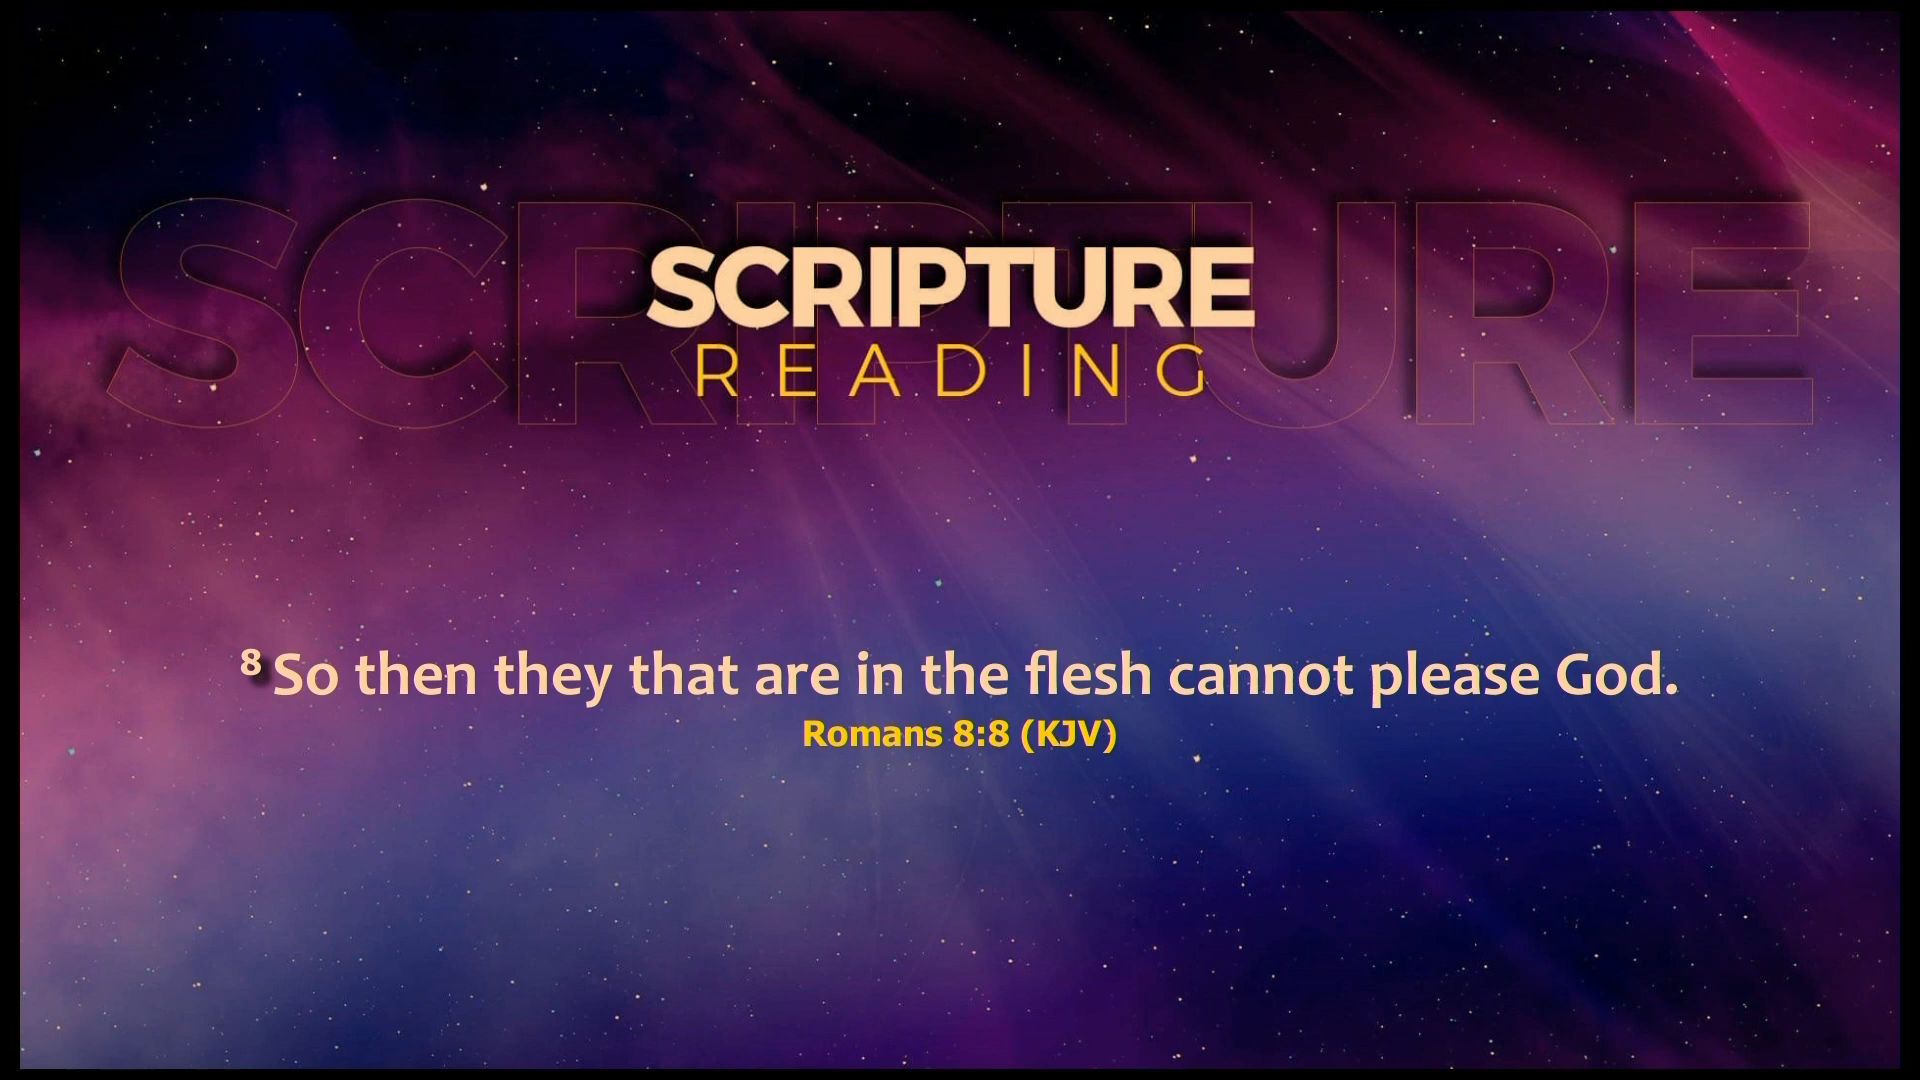 SCRIPTURE
SCRIPTURE
READING
⁸ So then they that are in the flesh cannot please God.
Romans 8:8 (KJV)